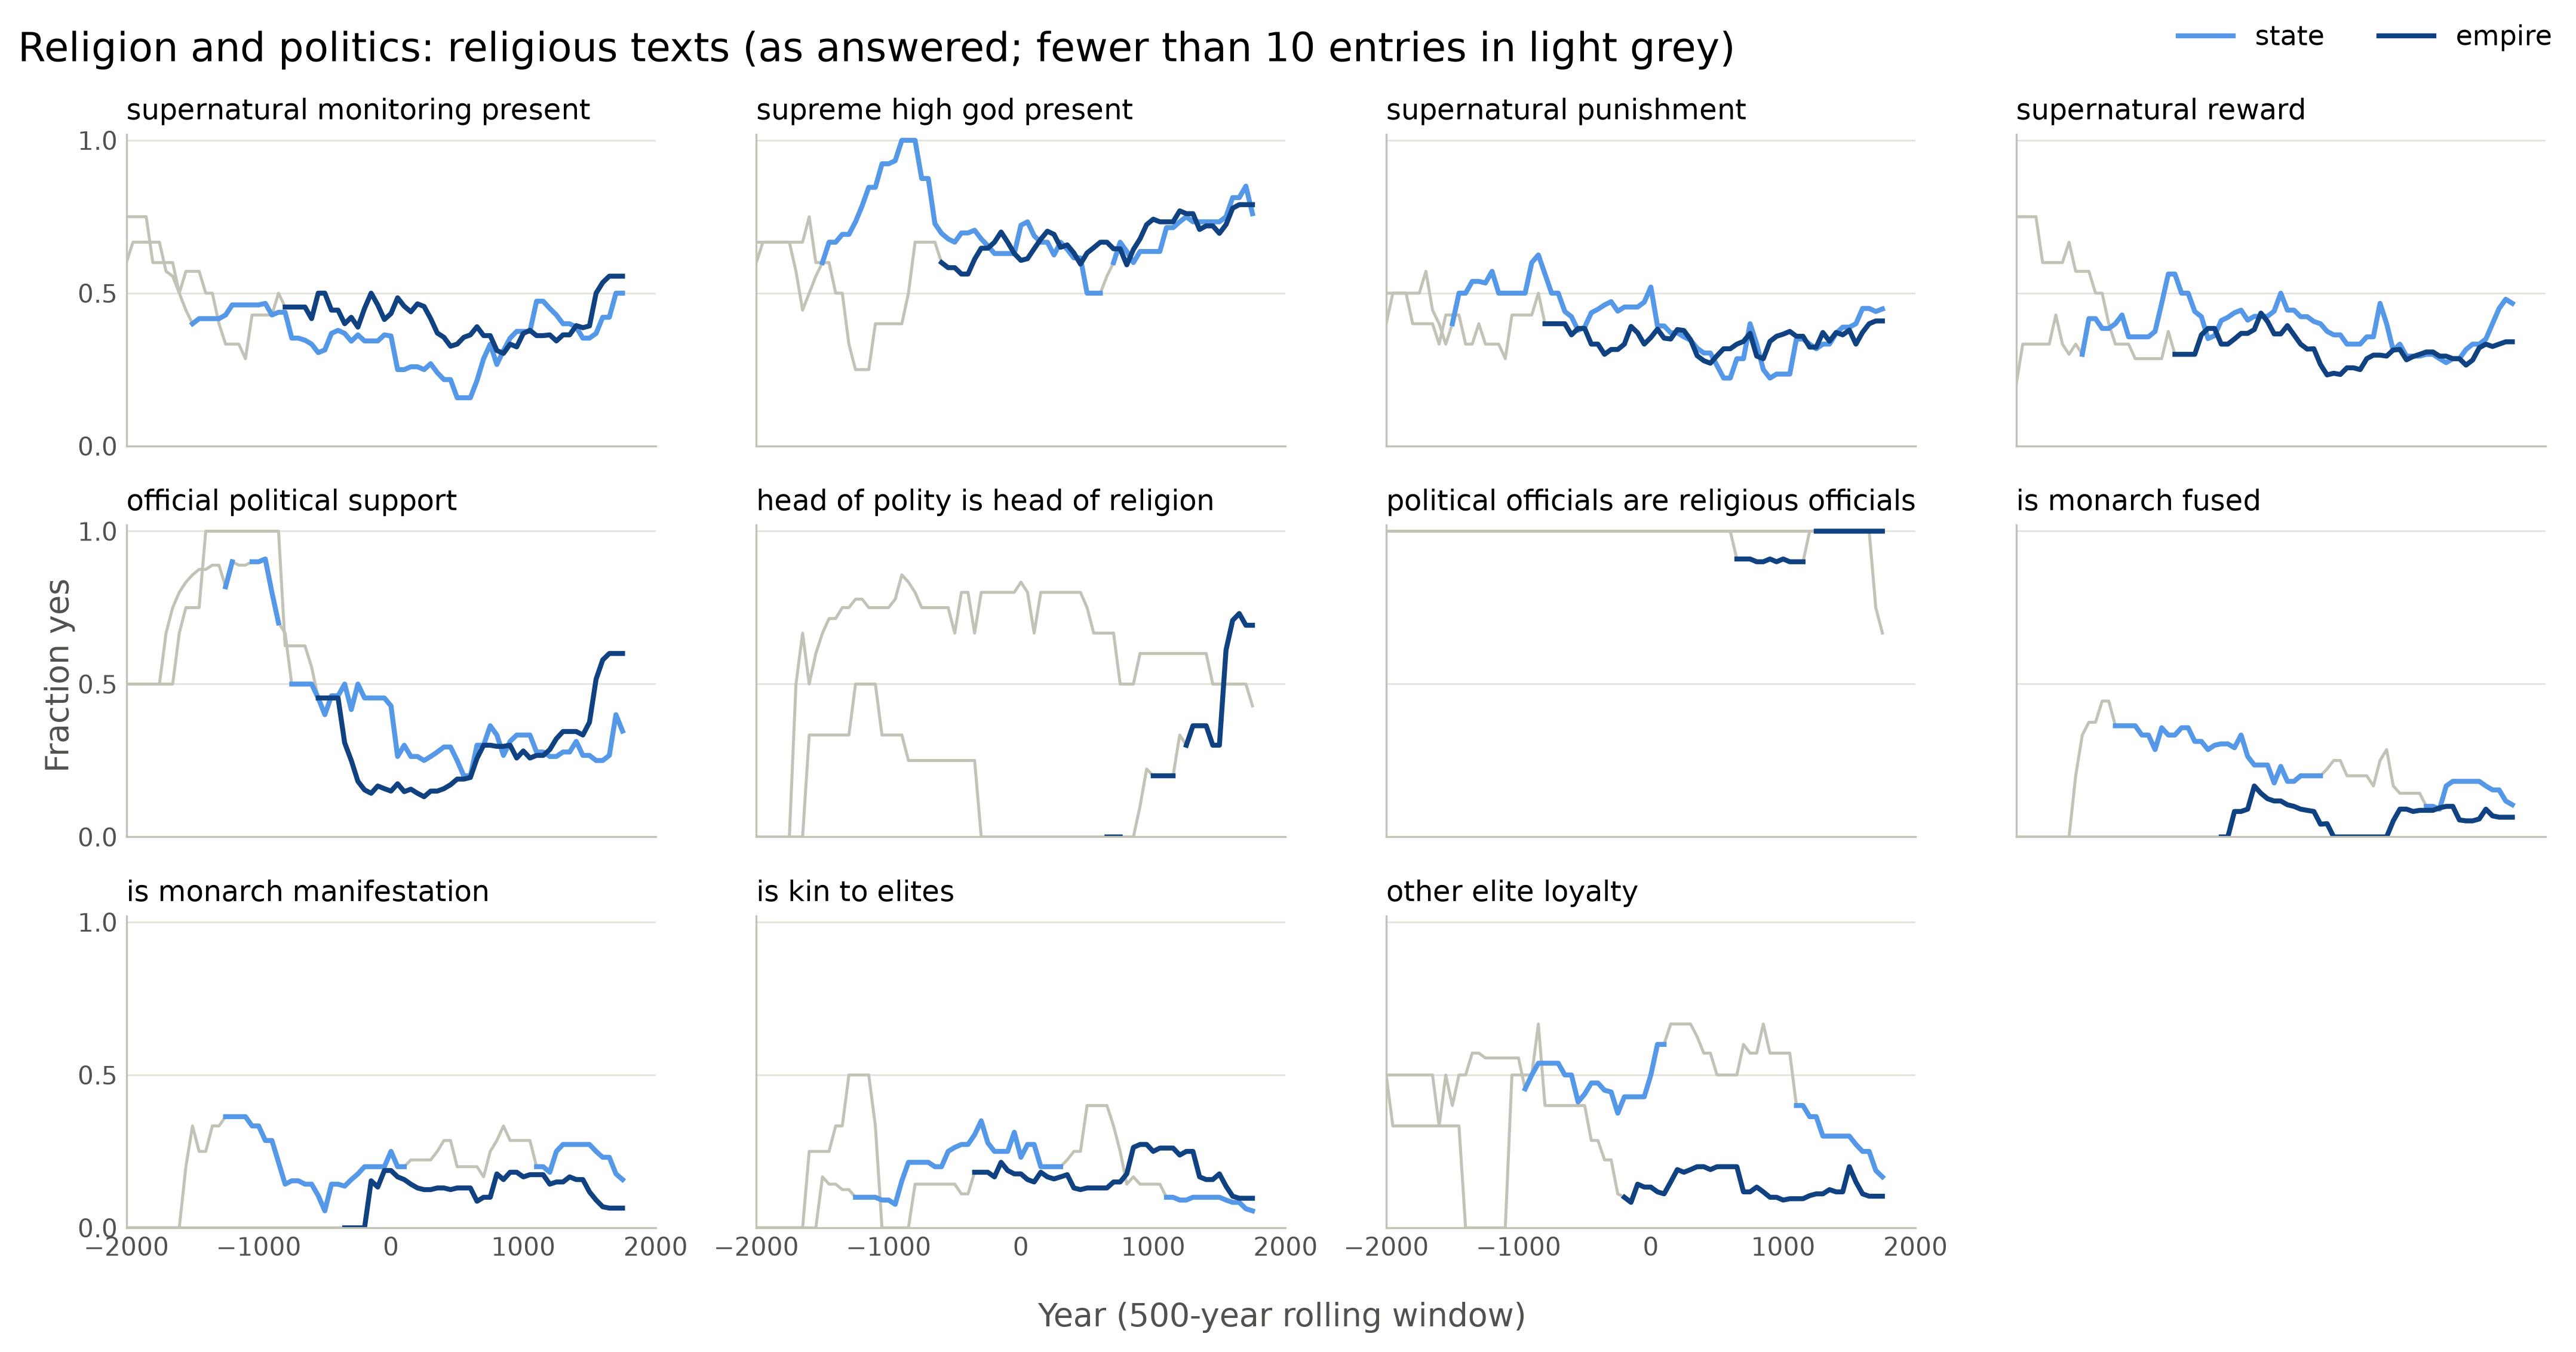 Religion and politics: religious texts (as answered; fewer than 10 entries in light grey)
state empire
supernatural monitoring present
supreme high god present
supernatural punishment
supernatural reward
1.0
0.5
0.0
official political support
head of polity is head of religion
political officials are religious officials
is monarch fused
1.0
0.5
0.0
Fraction yes
is monarch manifestation
is kin to elites
other elite loyalty
1.0
0.5
0.0
−2000 −1000 0 1000 2000
−2000 −1000 0 1000 2000
−2000 −1000 0 1000 2000
Year (500-year rolling window)